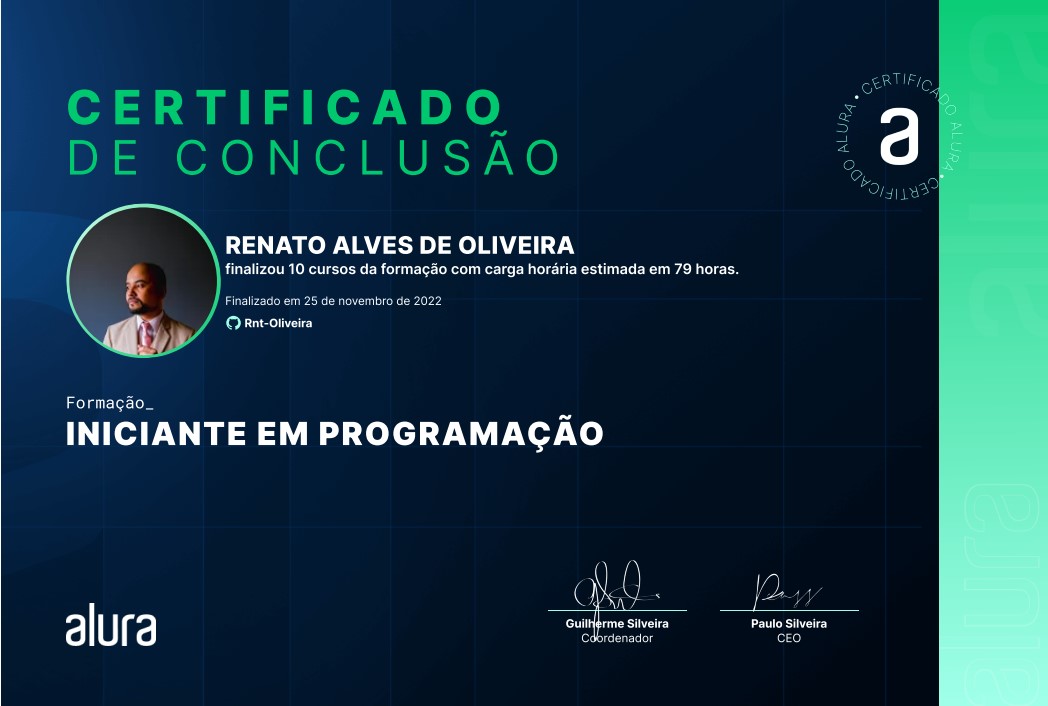 CERTIFICADO
DE CONCLUSÃO
• CERTIFICADO ALURA • CERTIFICADO ALURA
a
RENATO ALVES DE OLIVEIRA
finalizou 10 cursos da formação com carga horária estimada em 79 horas.
Finalizado em 25 de novembro de 2022
Rnt-Oliveira
Formação_
INICIANTE EM PROGRAMAÇÃO
alura
Guilherme Silveira
Coordenador
Paulo Silveira
CEO
alura
alura